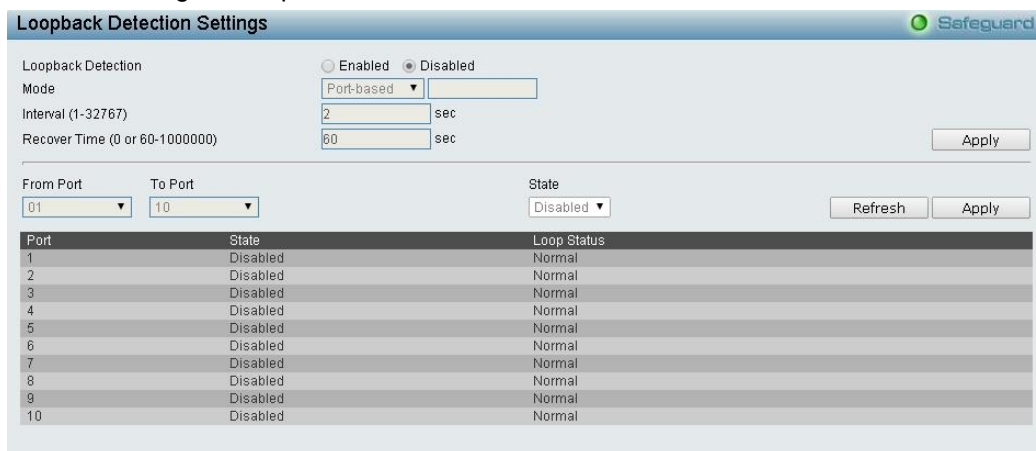 Loopback Detection Settings
Safeguard
Loopback Detection Enabled Disabled
Mode Port-based
Interval (1-32767) 2 sec
Recover Time (0 or 60-1000000) 60 sec
Apply
From Port To Port State
01 10 Disabled Refresh Apply
Port State Loop Status
1 Disabled Normal
2 Disabled Normal
3 Disabled Normal
4 Disabled Normal
5 Disabled Normal
6 Disabled Normal
7 Disabled Normal
8 Disabled Normal
9 Disabled Normal
10 Disabled Normal